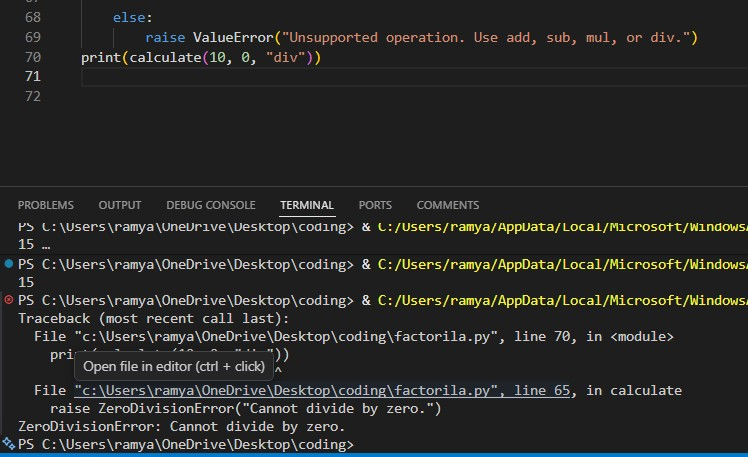 68 else:
69 raise ValueError("Unsupported operation. Use add, sub, mul, or div.")
70 print(calculate(10, 0, "div"))
71
72
PROBLEMS OUTPUT DEBUG CONSOLE TERMINAL PORTS COMMENTS
PS C:\Users\ramya\OneDrive\Desktop\coding> & C:/Users/ramya/AppData/Local/Microsoft/Windows
15 …
PS C:\Users\ramya\OneDrive\Desktop\coding> & C:/Users/ramya/AppData/Local/Microsoft/Windows
15
PS C:\Users\ramya\OneDrive\Desktop\coding> & C:/Users/ramya/AppData/Local/Microsoft/Windows
Traceback (most recent call last):
File "c:\Users\ramya\OneDrive\Desktop\coding\factorila.py", line 70, in <module>
pri ))
Open file in editor (ctrl + click) ^
File "c:\Users\ramya\OneDrive\Desktop\coding\factorila.py", line 65, in calculate
raise ZeroDivisionError("Cannot divide by zero.")
ZeroDivisionError: Cannot divide by zero.
PS C:\Users\ramya\OneDrive\Desktop\coding>